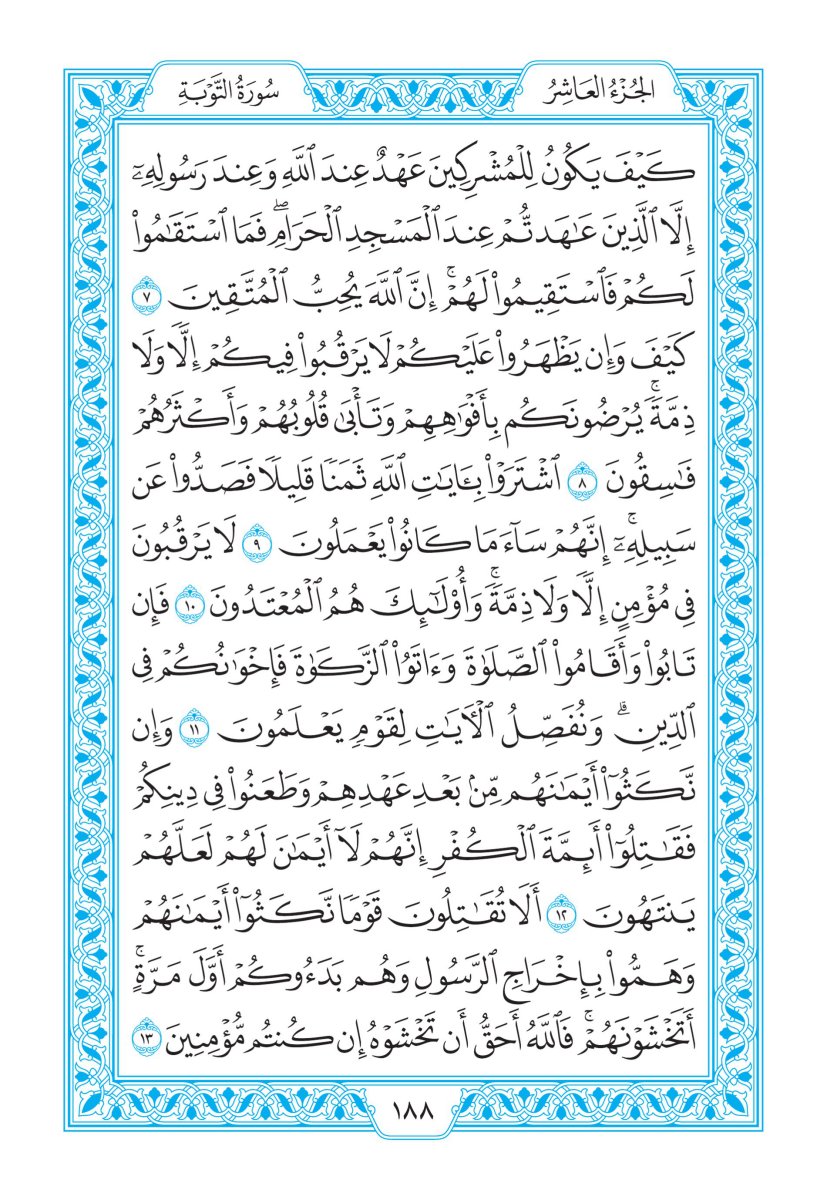 الجُزْءُ العَاشِرُ
سُورَةُ التَّوْبَةِ
كَيْفَ يَكُونُ لِلْمُشْرِكِينَ عَهْدٌ عِندَ ٱللَّهِ وَعِندَ رَسُولِهِۦٓ
إِلَّا ٱلَّذِينَ عَٰهَدتُّمْ عِندَ ٱلْمَسْجِدِ ٱلْحَرَامِۖ فَمَا ٱسْتَقَٰمُوا۟
لَكُمْ فَٱسْتَقِيمُوا۟ لَهُمْۚ إِنَّ ٱللَّهَ يُحِبُّ ٱلْمُتَّقِينَ ٧
كَيْفَ وَإِن يَظْهَرُوا۟ عَلَيْكُمْ لَا يَرْقُبُوا۟ فِيكُمْ إِلًّا وَلَا
ذِمَّةًۚ يُرْضُونَكُم بِأَفْوَٰهِهِمْ وَتَأْبَىٰ قُلُوبُهُمْ وَأَكْثَرُهُمْ
فَٰسِقُونَ ٨ ٱشْتَرَوْا۟ بِـَٔايَٰتِ ٱللَّهِ ثَمَنًا قَلِيلًا فَصَدُّوا۟ عَن
سَبِيلِهِۦٓۚ إِنَّهُمْ سَآءَ مَا كَانُوا۟ يَعْمَلُونَ ٩ لَا يَرْقُبُونَ
فِى مُؤْمِنٍ إِلًّا وَلَا ذِمَّةًۚ وَأُو۟لَٰٓئِكَ هُمُ ٱلْمُعْتَدُونَ ١٠ فَإِن
تَابُوا۟ وَأَقَامُوا۟ ٱلصَّلَوٰةَ وَءَاتَوُا۟ ٱلزَّكَوٰةَ فَإِخْوَٰنُكُمْ فِى
ٱلدِّينِۗ وَنُفَصِّلُ ٱلْـَٔايَٰتِ لِقَوْمٍ يَعْلَمُونَ ١١ وَإِن
نَّكَثُوٓا۟ أَيْمَٰنَهُم مِّنۢ بَعْدِ عَهْدِهِمْ وَطَعَنُوا۟ فِى دِينِكُمْ
فَقَٰتِلُوٓا۟ أَئِمَّةَ ٱلْكُفْرِ إِنَّهُمْ لَآ أَيْمَٰنَ لَهُمْ لَعَلَّهُمْ
يَنتَهُونَ ١٢ أَلَا تُقَٰتِلُونَ قَوْمًا نَّكَثُوٓا۟ أَيْمَٰنَهُمْ
وَهَمُّوا۟ بِإِخْرَاجِ ٱلرَّسُولِ وَهُم بَدَءُوكُمْ أَوَّلَ مَرَّةٍۚ
أَتَخْشَوْنَهُمْۚ فَٱللَّهُ أَحَقُّ أَن تَخْشَوْهُ إِن كُنتُم مُّؤْمِنِينَ ١٣
١٨٨